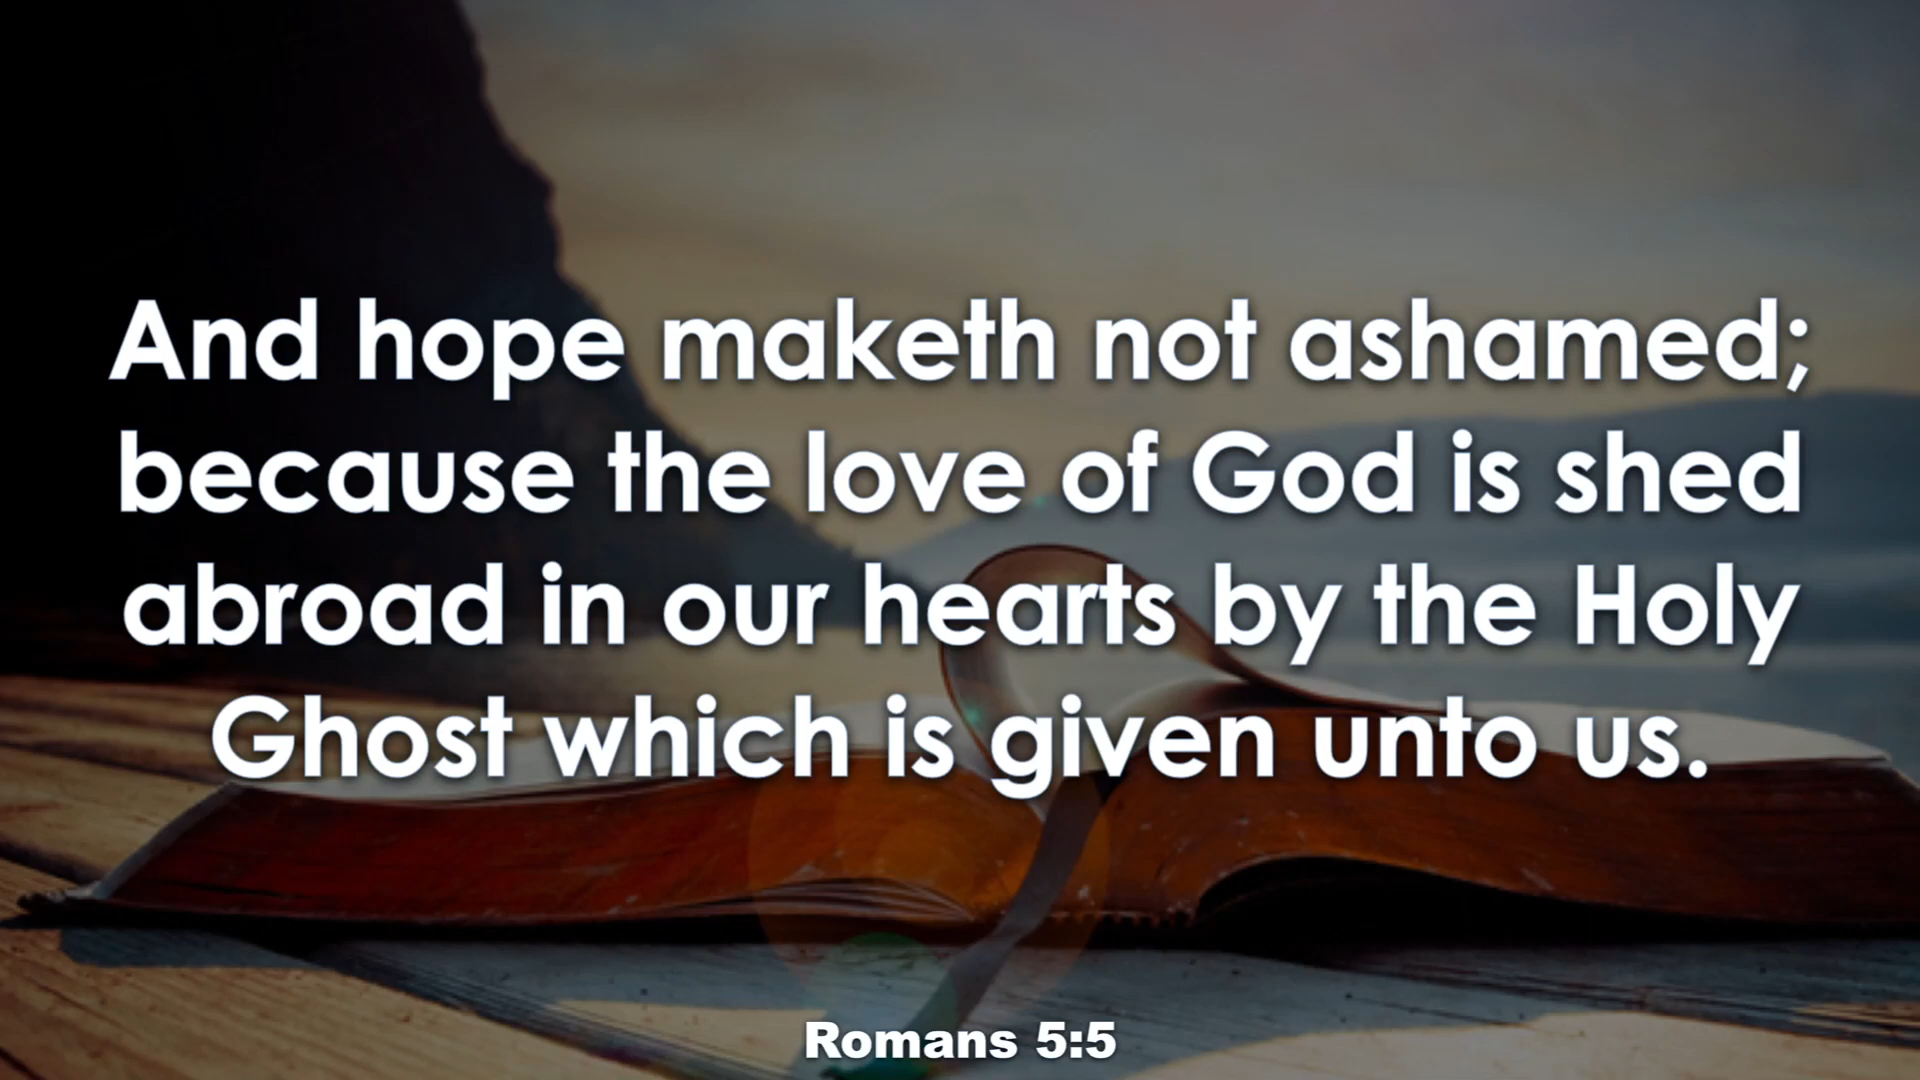 And hope maketh not ashamed;
because the love of God is shed
abroad in our hearts by the Holy
Ghost which is given unto us.
Romans 5:5